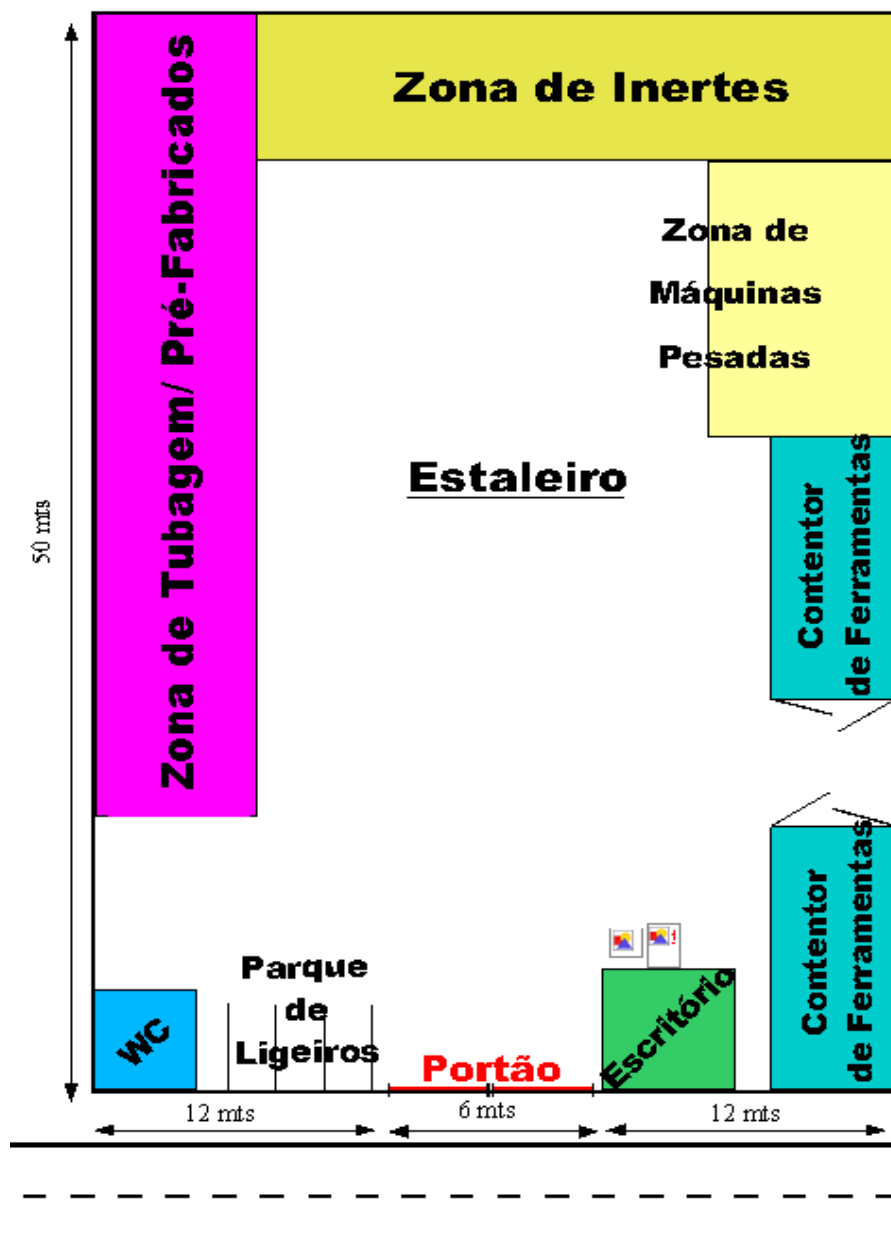 Zona de Inertes
Zona de Tubagem/ Pré-Fabricados
Zona de
Máquinas
Pesadas
Estaleiro
50 mts
Contentor
de Ferramentas
Contentor
de Ferramentas
Parque
de
Ligeiros
WC
Portão
Escritório
12 mts
6 mts
12 mts